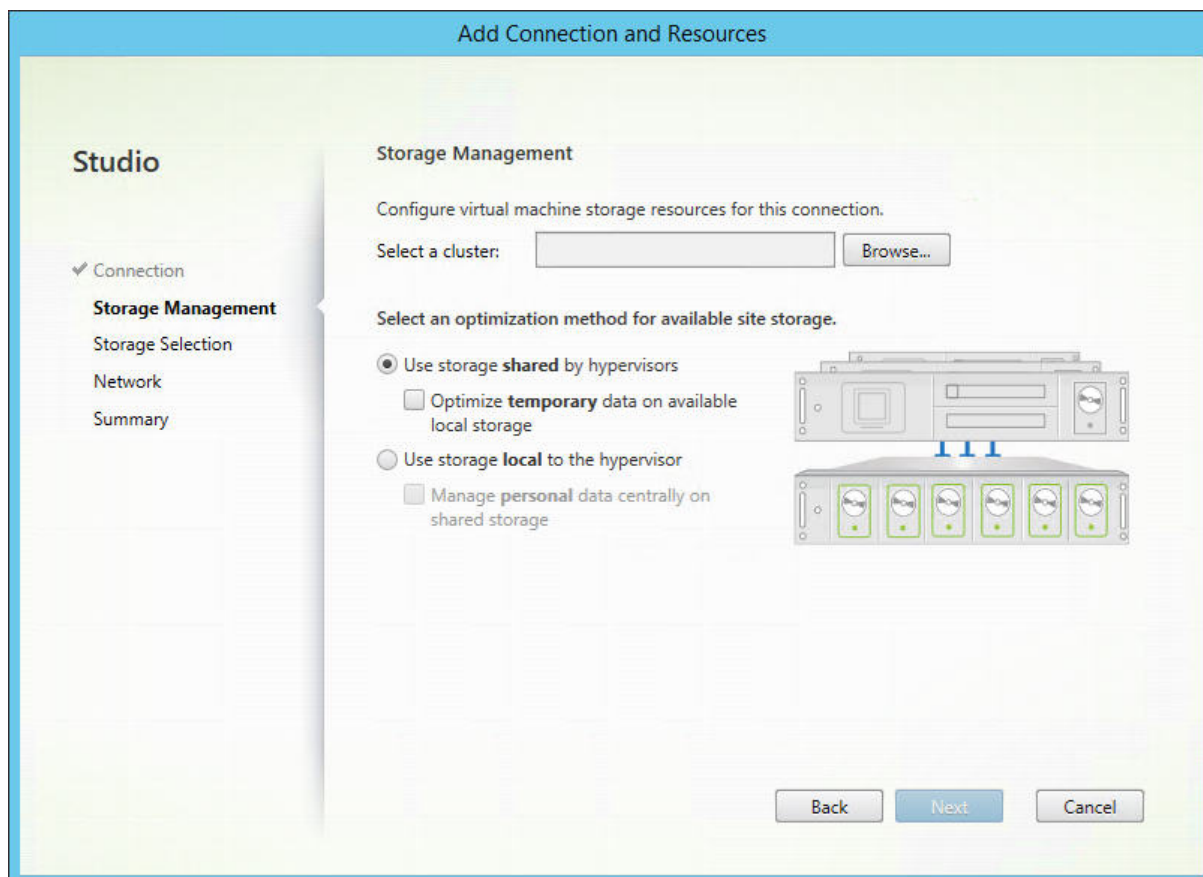 Add Connection and Resources
Studio
Connection
Storage Management
Storage Selection
Network
Summary
Storage Management
Configure virtual machine storage resources for this connection.
Select a cluster:
Browse...
Select an optimization method for available site storage.
Use storage shared by hypervisors
Optimize temporary data on available
local storage
Use storage local to the hypervisor
Manage personal data centrally on
shared storage
Back
Next
Cancel